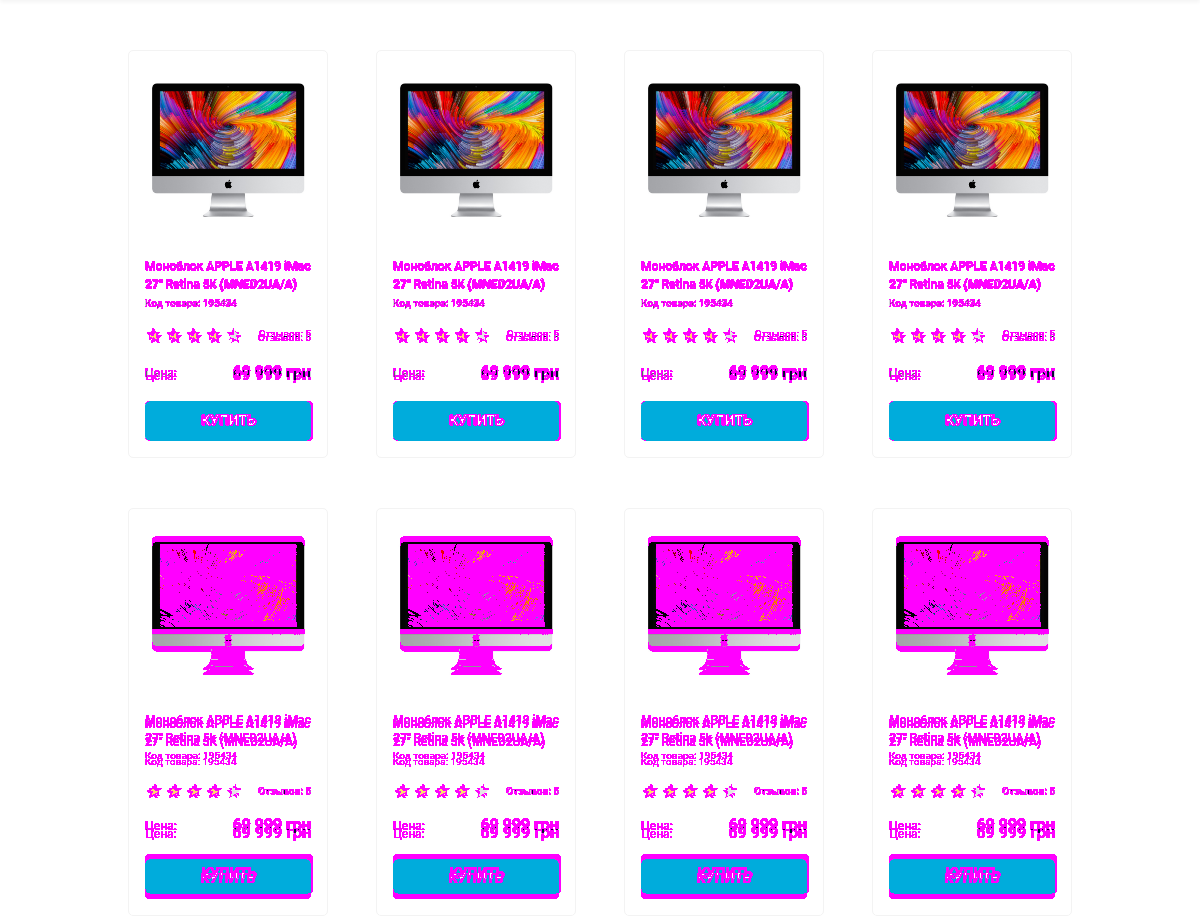 Моноблок APPLE A1419 iMac
27" Retina 5K (MNED2UA/A)
Код товара: 195434
Отзывов: 5
Цена: 69 999 грн
КУПИТЬ
Моноблок APPLE A1419 iMac
27" Retina 5K (MNED2UA/A)
Код товара: 195434
Отзывов: 5
Цена: 69 999 грн
КУПИТЬ
Моноблок APPLE A1419 iMac
27" Retina 5K (MNED2UA/A)
Код товара: 195434
Отзывов: 5
Цена: 69 999 грн
КУПИТЬ
Моноблок APPLE A1419 iMac
27" Retina 5K (MNED2UA/A)
Код товара: 195434
Отзывов: 5
Цена: 69 999 грн
КУПИТЬ
Моноблок APPLE A1419 iMac
27" Retina 5K (MNED2UA/A)
Код товара: 195434
Отзывов: 5
Цена: 69 999 грн
КУПИТЬ
Моноблок APPLE A1419 iMac
27" Retina 5K (MNED2UA/A)
Код товара: 195434
Отзывов: 5
Цена: 69 999 грн
КУПИТЬ
Моноблок APPLE A1419 iMac
27" Retina 5K (MNED2UA/A)
Код товара: 195434
Отзывов: 5
Цена: 69 999 грн
КУПИТЬ
Моноблок APPLE A1419 iMac
27" Retina 5K (MNED2UA/A)
Код товара: 195434
Отзывов: 5
Цена: 69 999 грн
КУПИТЬ